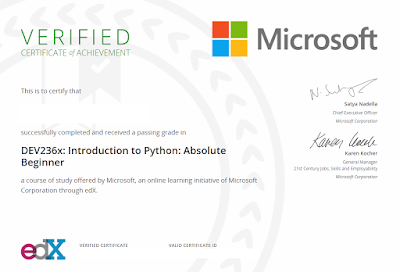 VERIFIED
CERTIFICATE of ACHIEVEMENT
Microsoft
This is to certify that
Satya Nadella
Chief Executive Officer
Microsoft Corporation
successfully completed and received a passing grade in
DEV236x: Introduction to Python: Absolute
Beginner
a course of study offered by Microsoft, an online learning initiative of Microsoft
Corporation through edX.
Karen Kocher
General Manager
21st Century Jobs, Skills and Employability
Microsoft Corporation
edX
VERIFIED CERTIFICATE
VALID CERTIFICATE ID